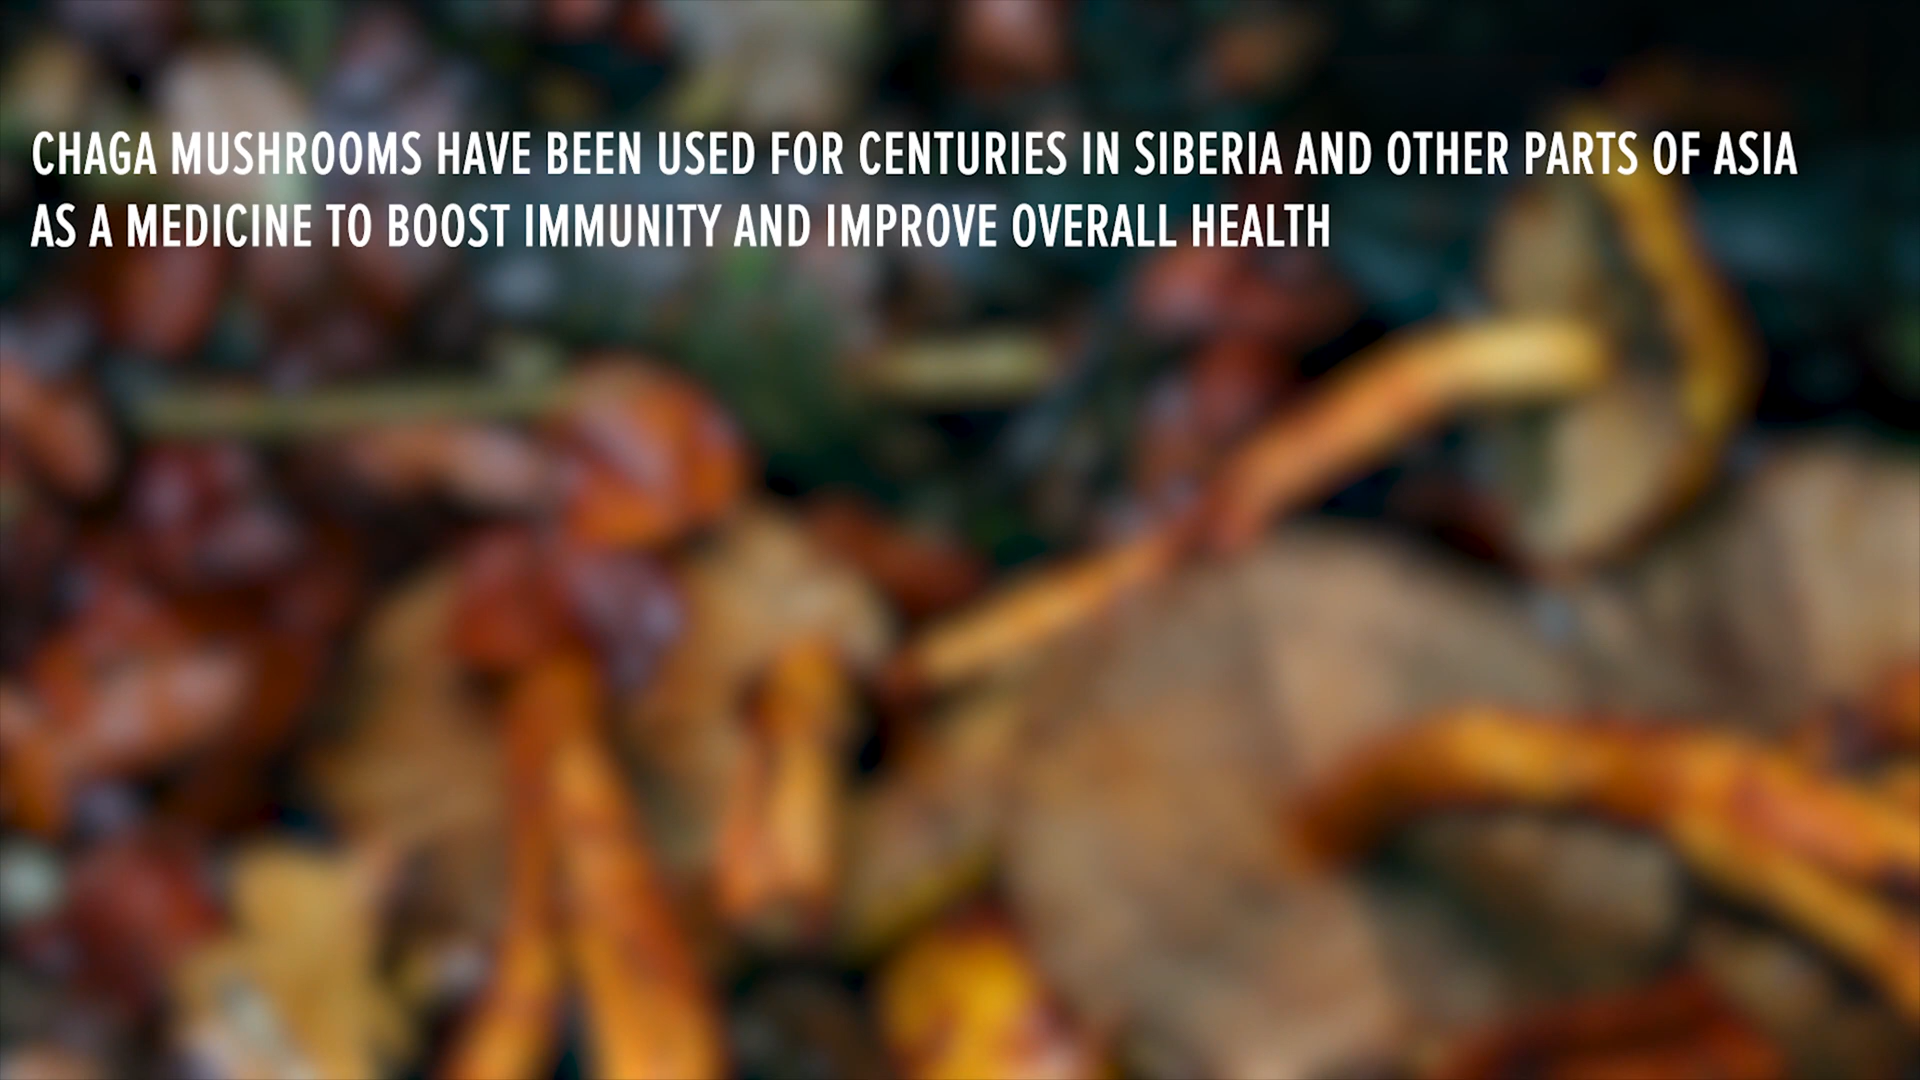 CHAGA MUSHROOMS HAVE BEEN USED FOR CENTURIES IN SIBERIA AND OTHER PARTS OF ASIA
AS A MEDICINE TO BOOST IMMUNITY AND IMPROVE OVERALL HEALTH